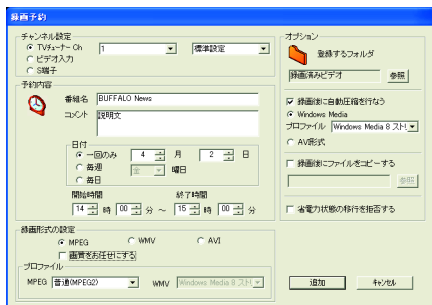 録画予約
チャンネル設定
TVチューナー Ch
1
標準設定
ビデオ入力
S端子
予約内容
番組名
BUFFALO News
コメント
説明文
日付
一回のみ
4
月
2
日
毎週
金
曜日
毎日
開始時間
終了時間
14 時 00 分 ~ 15 時 00 分
録画形式の設定
MPEG
WMV
AVI
画質をお任せにする
プロファイル
MPEG
普通(MPEG2)
WMV
Windows Media 8 ストリ
オプション
登録するフォルダ
録画済みビデオ
参照
録画後に自動圧縮を行なう
Windows Media
プロファイル
Windows Media 8 ストリ
AVI形式
録画後にファイルをコピーする
参照
省電力状態の移行を拒否する
追加
キャンセル